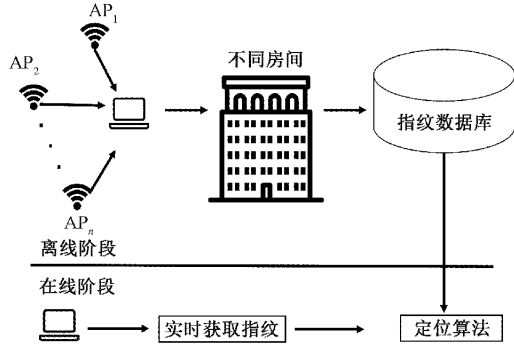 AP₁
AP₂
不同房间
指纹数据库
APₙ
离线阶段
在线阶段
实时获取指纹
定位算法